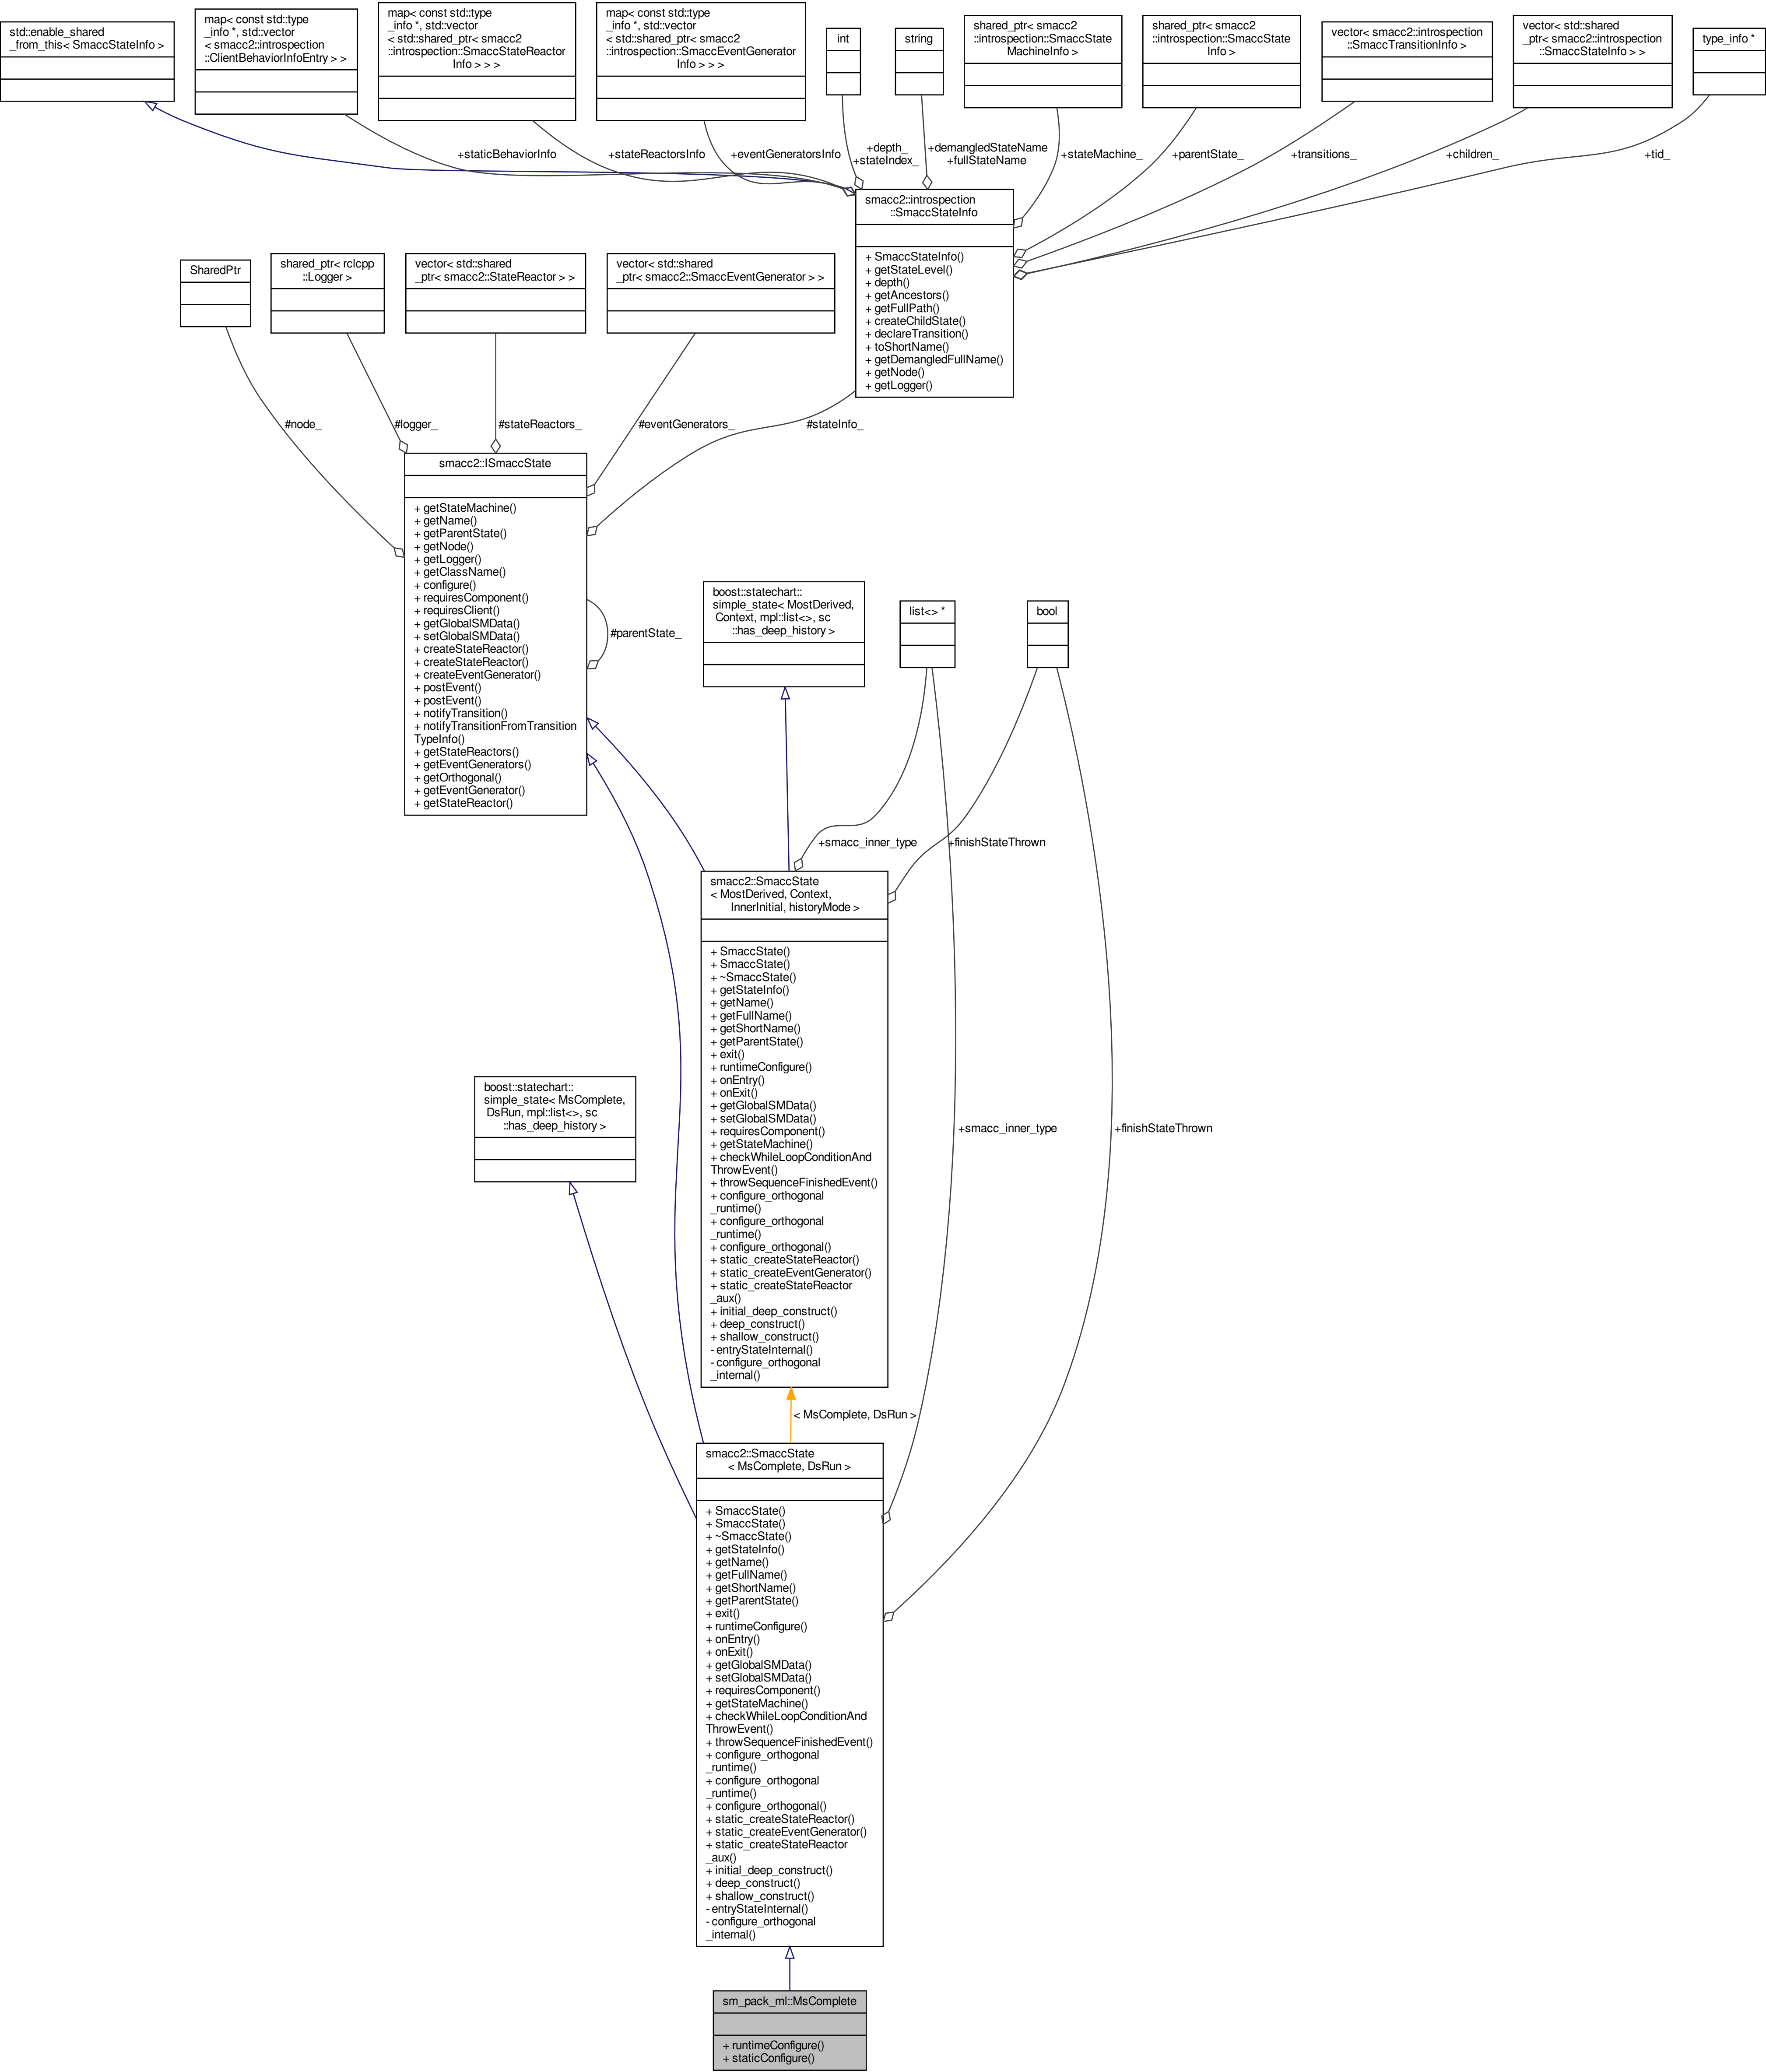 std::enable_shared
_from_this< SmaccStateInfo >
map< const std::type
_info *, std::vector
< smacc2::introspection
::ClientBehaviorInfoEntry > >
map< const std::type
_info *, std::vector
< std::shared_ptr< smacc2
::introspection::SmaccStateReactor
Info > > >
map< const std::type
_info *, std::vector
< std::shared_ptr< smacc2
::introspection::SmaccEventGenerator
Info > > >
int
string
shared_ptr< smacc2
::introspection::SmaccState
MachineInfo >
shared_ptr< smacc2
::introspection::SmaccState
Info >
vector< smacc2::introspection
::SmaccTransitionInfo >
vector< std::shared
_ptr< smacc2::introspection
::SmaccStateInfo > >
type_info *
+staticBehaviorInfo
+stateReactorsInfo
+eventGeneratorsInfo
+depth_
+stateIndex_
+demangledStateName
+fullStateName
+stateMachine_
+parentState_
+transitions_
+children_
+tid_
smacc2::introspection
::SmaccStateInfo
+ SmaccStateInfo()
+ getStateLevel()
+ depth()
+ getAncestors()
+ getFullPath()
+ createChildState()
+ declareTransition()
+ toShortName()
+ getDemangledFullName()
+ getNode()
+ getLogger()
SharedPtr
shared_ptr< rclcpp
::Logger >
vector< std::shared
_ptr< smacc2::StateReactor > >
vector< std::shared
_ptr< smacc2::SmaccEventGenerator > >
#node_
#logger_
#stateReactors_
#eventGenerators_
#stateInfo_
smacc2::ISmaccState
+ getStateMachine()
+ getName()
+ getParentState()
+ getNode()
+ getLogger()
+ getClassName()
+ configure()
+ requiresComponent()
+ requiresClient()
+ getGlobalSMData()
+ setGlobalSMData()
+ createStateReactor()
+ createStateReactor()
+ createEventGenerator()
+ postEvent()
+ postEvent()
+ notifyTransition()
+ notifyTransitionFromTransition
TypeInfo()
+ getStateReactors()
+ getEventGenerators()
+ getOrthogonal()
+ getEventGenerator()
+ getStateReactor()
#parentState_
boost::statechart::
simple_state< MostDerived,
Context, mpl::list<>, sc
::has_deep_history >
list<> *
bool
+smacc_inner_type
+finishStateThrown
smacc2::SmaccState
< MostDerived, Context,
InnerInitial, historyMode >
+ SmaccState()
+ SmaccState()
+ ~SmaccState()
+ getStateInfo()
+ getName()
+ getFullName()
+ getShortName()
+ getParentState()
+ exit()
+ runtimeConfigure()
+ onEntry()
+ onExit()
+ getGlobalSMData()
+ setGlobalSMData()
+ requiresComponent()
+ getStateMachine()
+ checkWhileLoopConditionAnd
ThrowEvent()
+ throwSequenceFinishedEvent()
+ configure_orthogonal
_runtime()
+ configure_orthogonal
_runtime()
+ configure_orthogonal()
+ static_createStateReactor()
+ static_createEventGenerator()
+ static_createStateReactor
_aux()
+ initial_deep_construct()
+ deep_construct()
+ shallow_construct()
- entryStateInternal()
- configure_orthogonal
_internal()
boost::statechart::
simple_state< MsComplete,
DsRun, mpl::list<>, sc
::has_deep_history >
+smacc_inner_type
+finishStateThrown
< MsComplete, DsRun >
smacc2::SmaccState
< MsComplete, DsRun >
+ SmaccState()
+ SmaccState()
+ ~SmaccState()
+ getStateInfo()
+ getName()
+ getFullName()
+ getShortName()
+ getParentState()
+ exit()
+ runtimeConfigure()
+ onEntry()
+ onExit()
+ getGlobalSMData()
+ setGlobalSMData()
+ requiresComponent()
+ getStateMachine()
+ checkWhileLoopConditionAnd
ThrowEvent()
+ throwSequenceFinishedEvent()
+ configure_orthogonal
_runtime()
+ configure_orthogonal
_runtime()
+ configure_orthogonal()
+ static_createStateReactor()
+ static_createEventGenerator()
+ static_createStateReactor
_aux()
+ initial_deep_construct()
+ deep_construct()
+ shallow_construct()
- entryStateInternal()
- configure_orthogonal
_internal()
sm_pack_ml::MsComplete
+ runtimeConfigure()
+ staticConfigure()